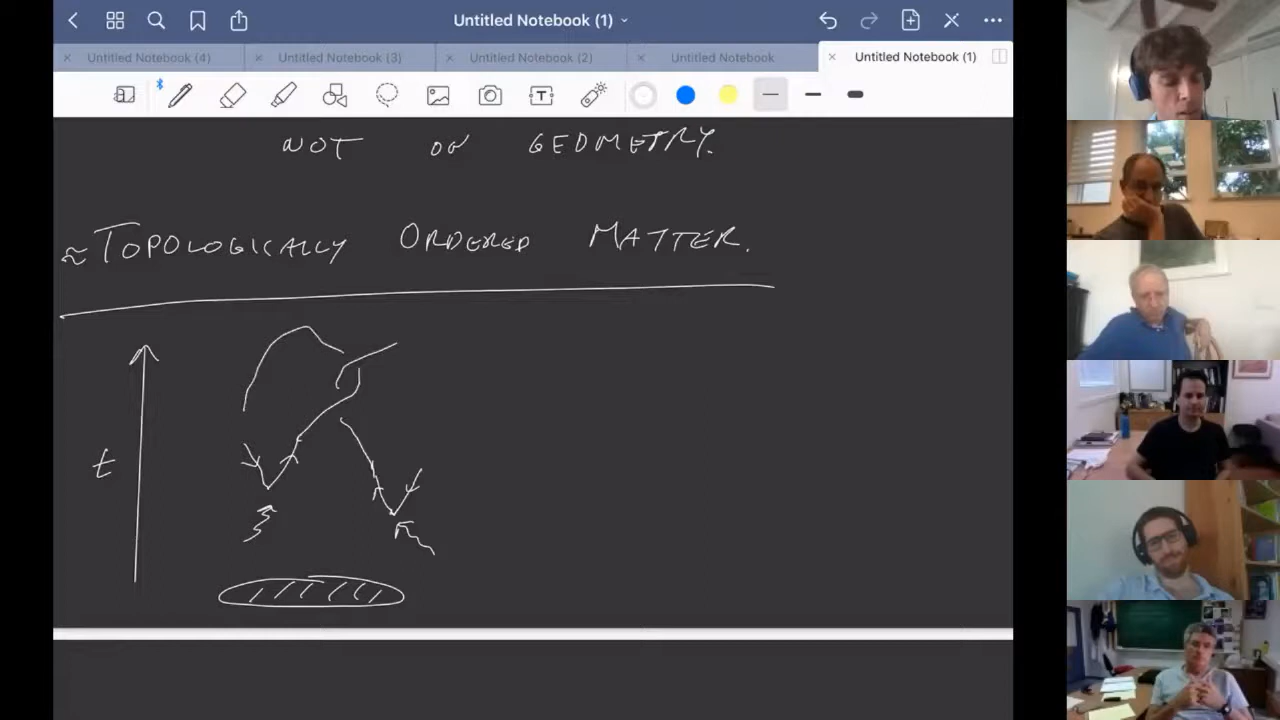 Untitled Notebook (1)
Untitled Notebook (4) Untitled Notebook (3) Untitled Notebook (2) Untitled Notebook Untitled Notebook (1)
NOT ON GEOMETRY.
≈ TOPOLOGICALLY ORDERED MATTER.
t